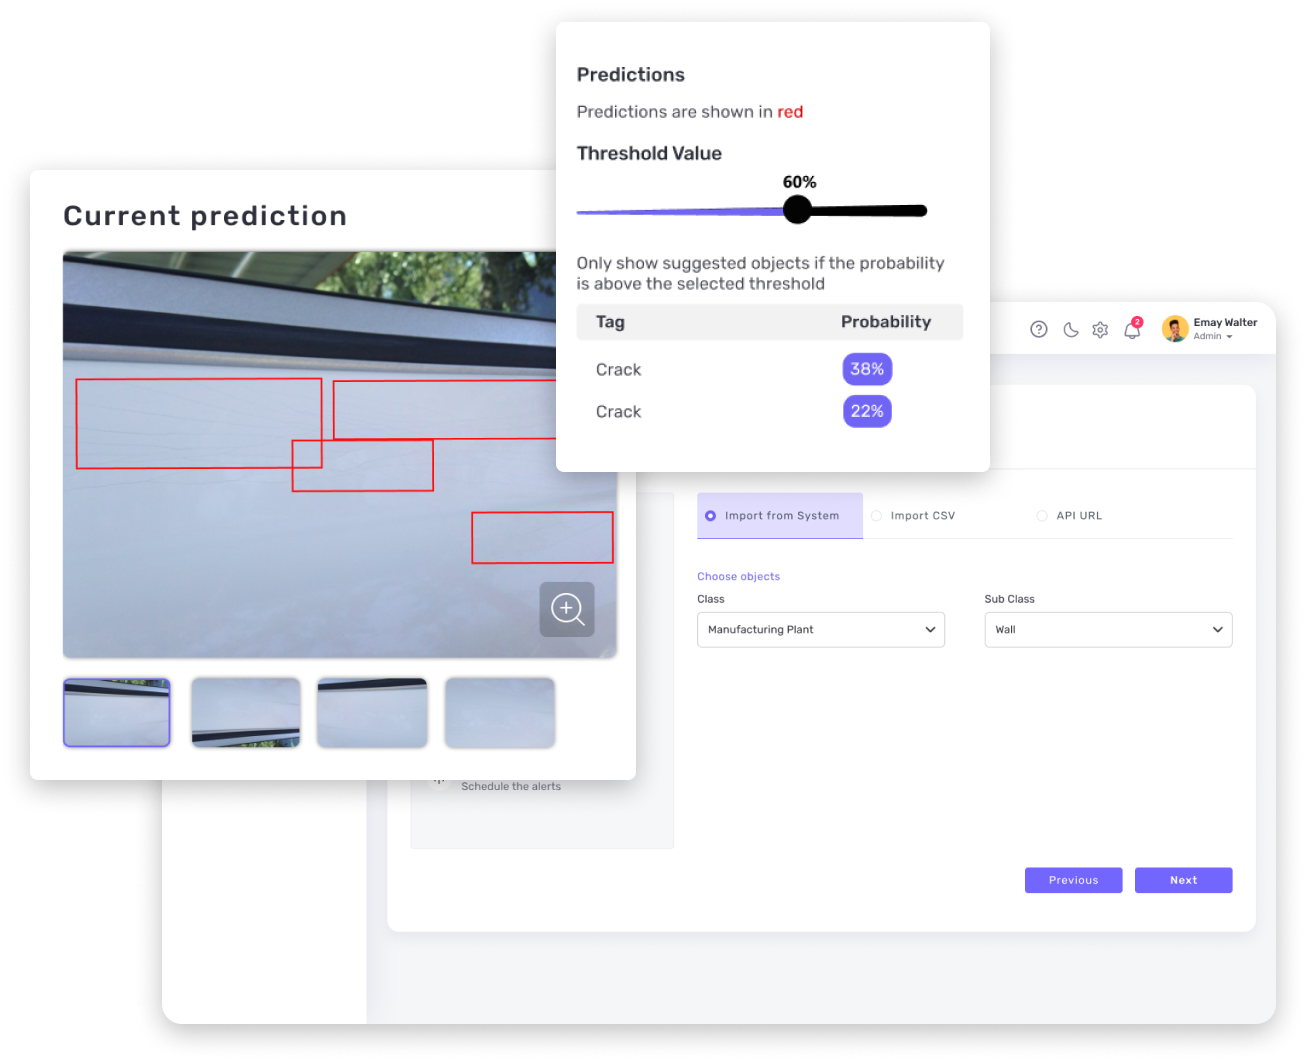 Predictions
Predictions are shown in red
Threshold Value
60%
Only show suggested objects if the probability
is above the selected threshold
Tag Probability
Crack 38%
Crack 22%
Current prediction
2
Emay Walter
Admin
Import from System Import CSV API URL
Choose objects
Class Sub Class
Manufacturing Plant Wall
Schedule the alerts
Previous Next